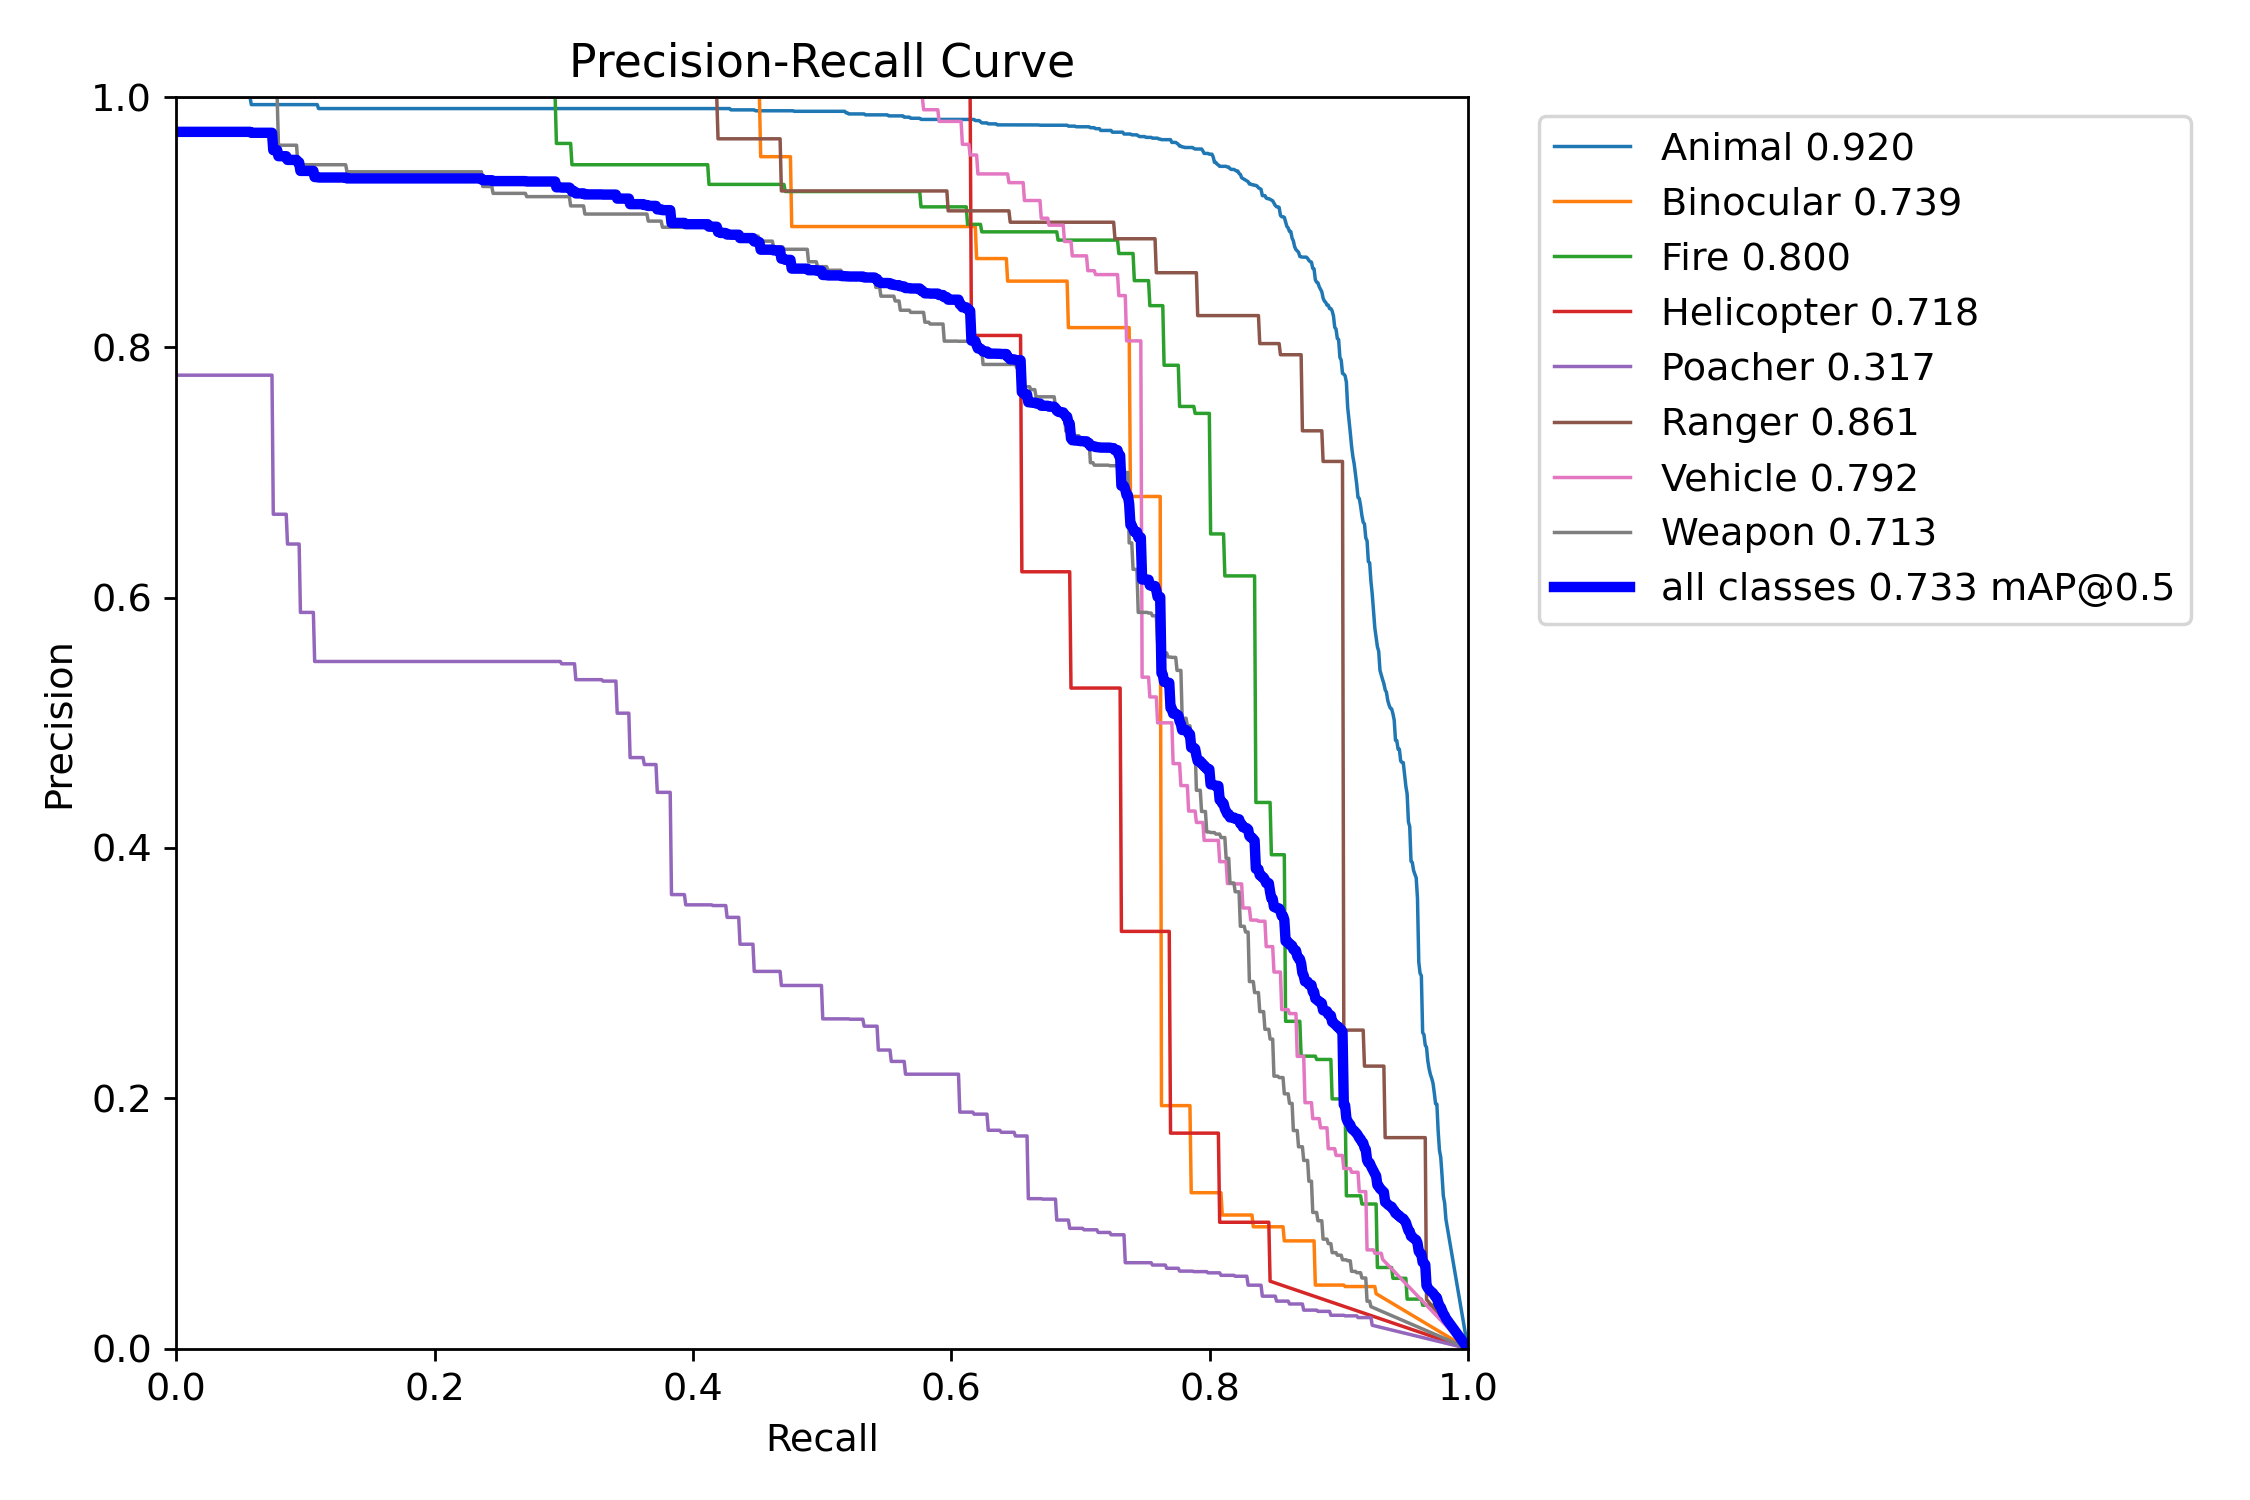 Precision-Recall Curve
1.0
0.8
0.6
0.4
0.2
0.0
Precision
0.0 0.2 0.4 0.6 0.8 1.0
Recall
Animal 0.920
Binocular 0.739
Fire 0.800
Helicopter 0.718
Poacher 0.317
Ranger 0.861
Vehicle 0.792
Weapon 0.713
all classes 0.733 mAP@0.5